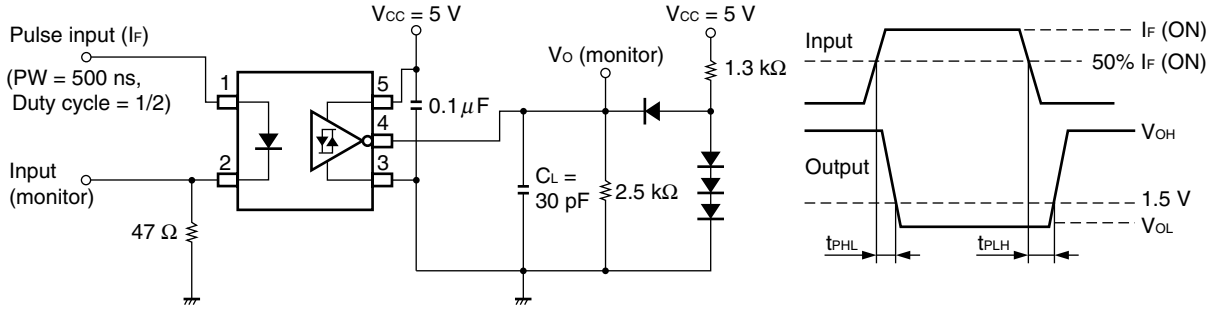 Pulse input (IF)
(PW = 500 ns,
Duty cycle = 1/2)
Input
(monitor)
47 Ω
1
2
5
4
3
VCC = 5 V
0.1 μF
VO (monitor)
CL =
30 pF
2.5 kΩ
VCC = 5 V
1.3 kΩ
Input
IF (ON)
50% IF (ON)
Output
VOH
1.5 V
VOL
tPHL
tPLH